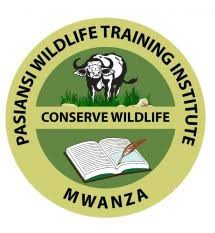 PASIANSI WILDLIFE TRAINING INSTITUTE
CONSERVE WILDLIFE
MWANZA